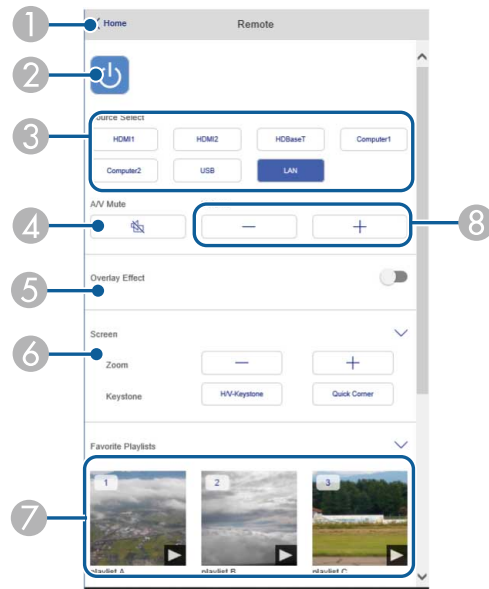 1
Home Remote
2
Source Select
3
HDMI1 HDMI2 HDBaseT Computer1
Computer2 USB LAN
A/V Mute
4
8
5
Overlay Effect
Screen
6
Zoom
Keystone H/V-Keystone Quick Corner
Favorite Playlists
1 2 3
7
playlist A playlist B playlist C